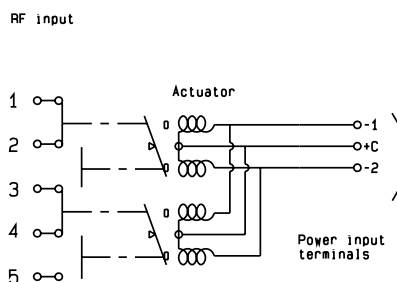 RF input
Actuator
1
-1
2
+C
-2
3
4
Power input
terminals
5